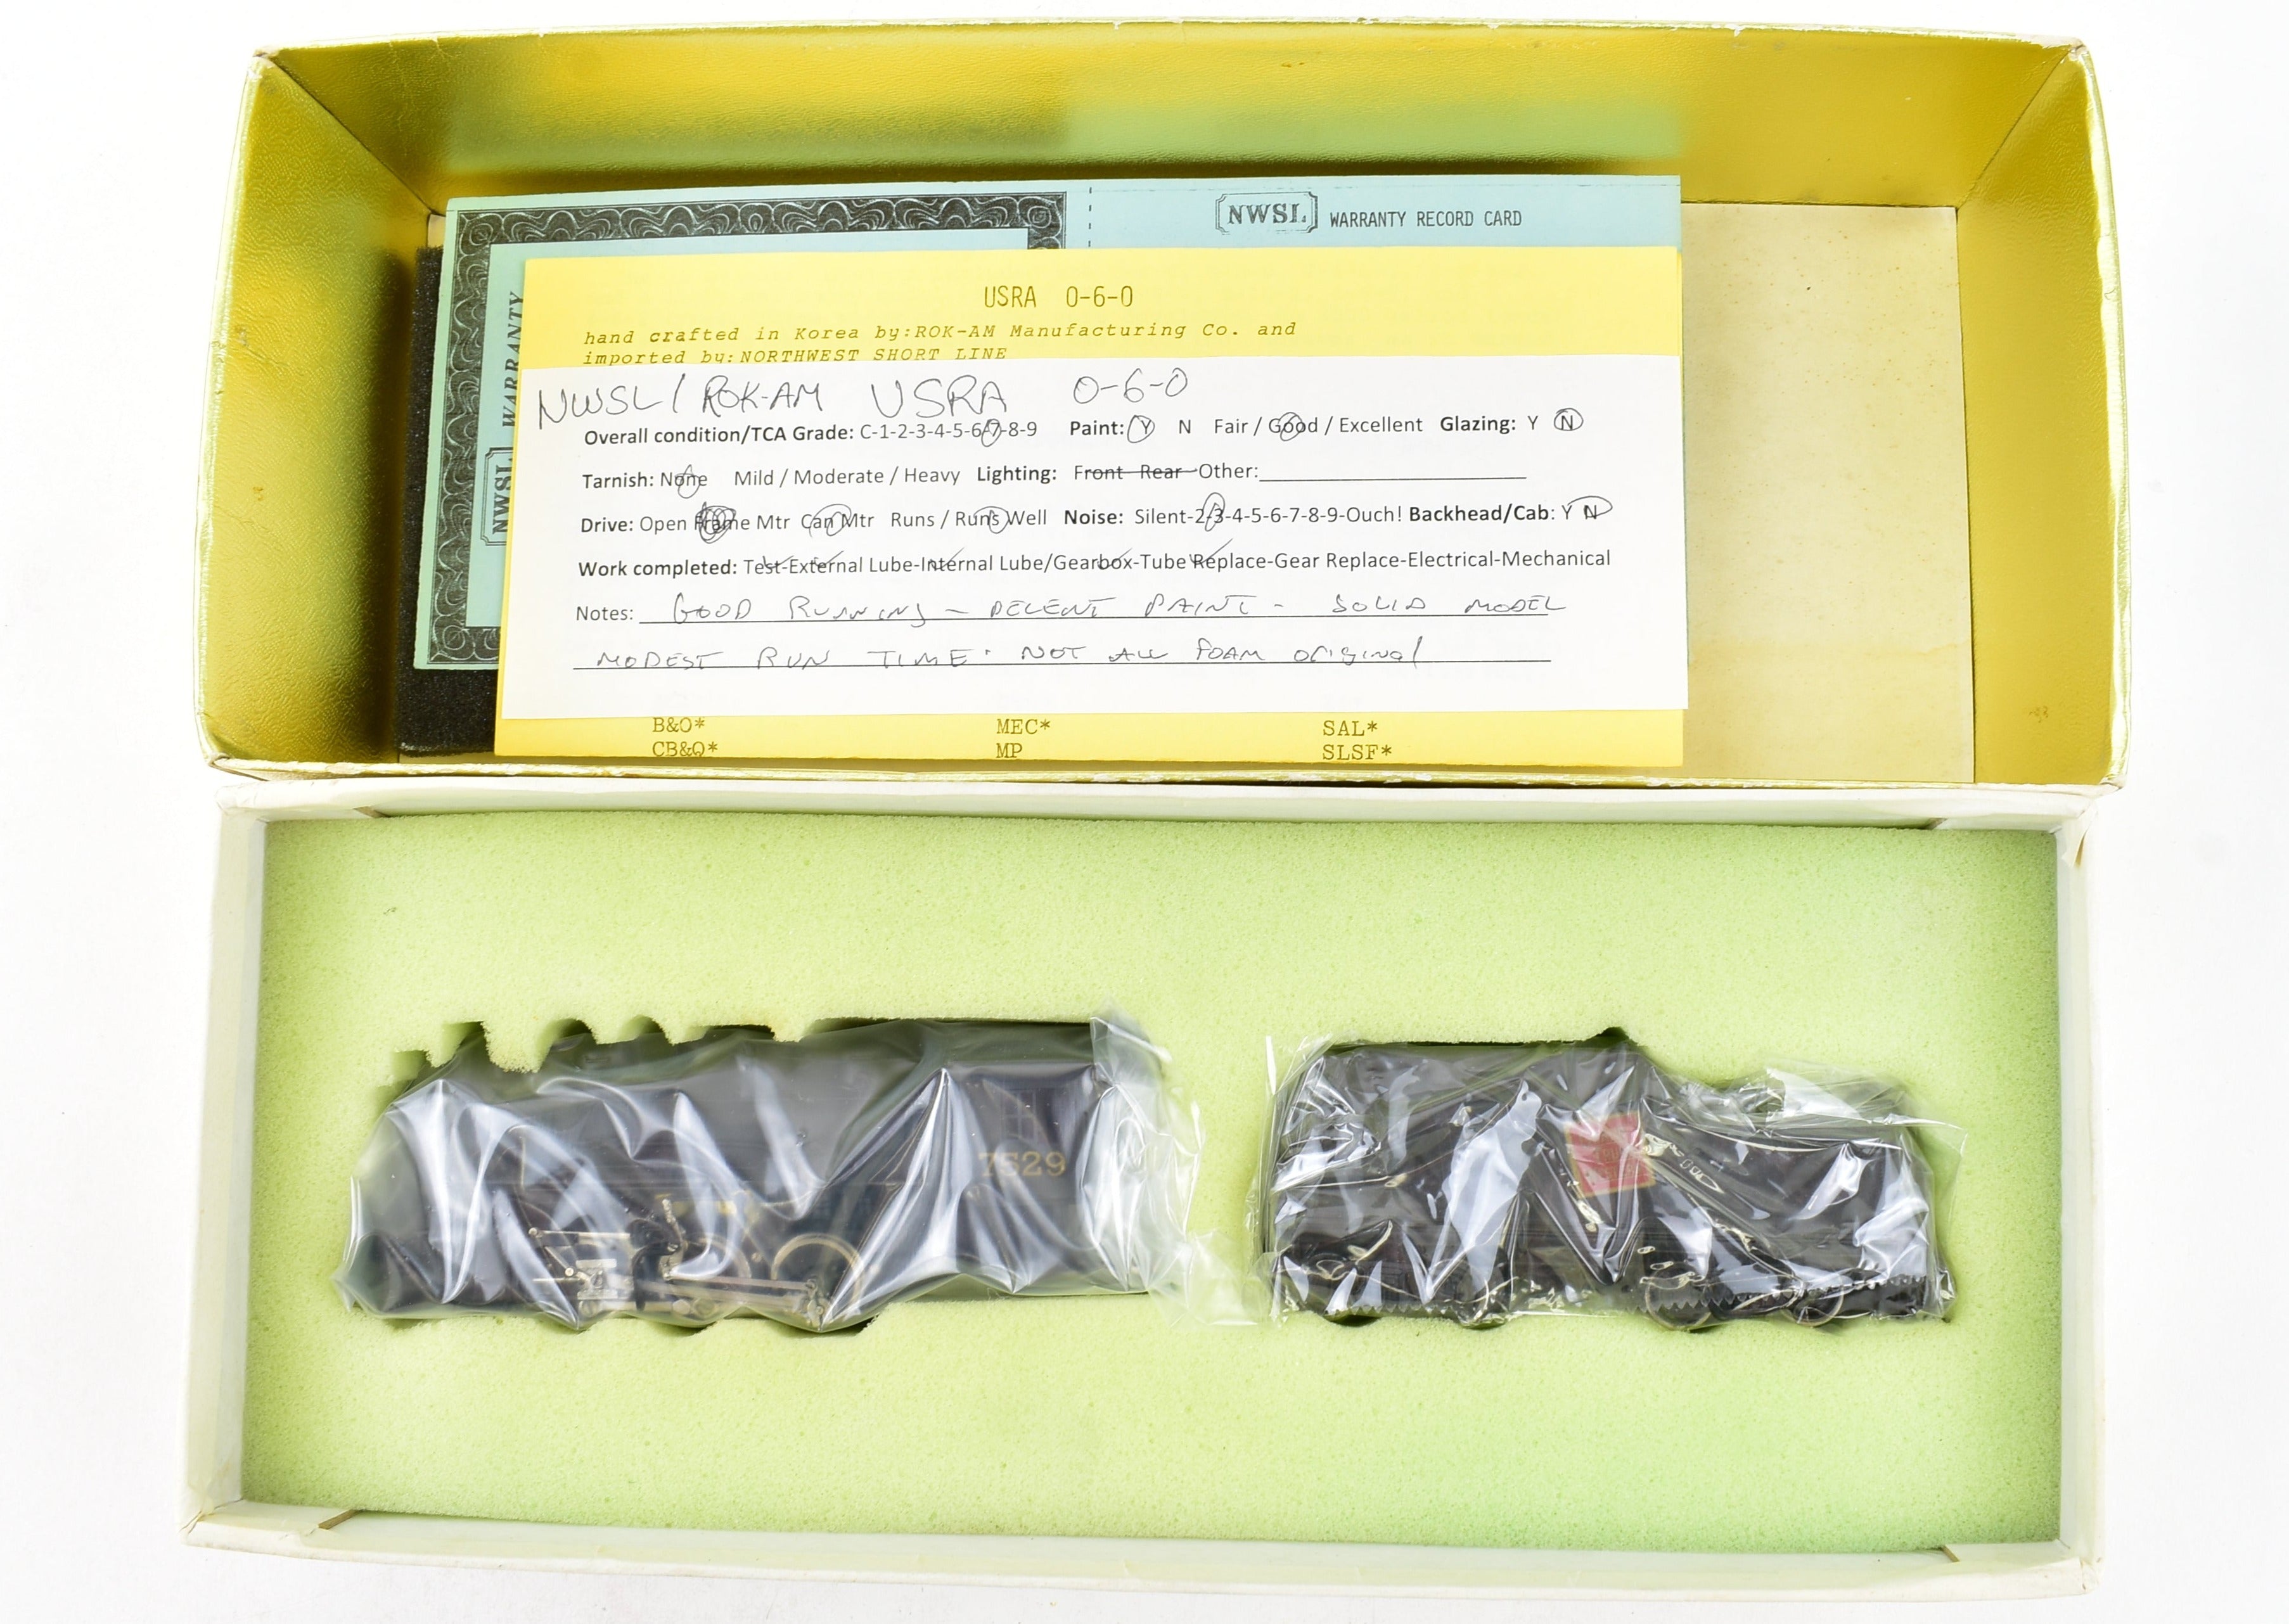 NWSL WARRANTY RECORD CARD
WARRANTY
NWSL
USRA 0-6-0
hand crafted in Korea by:ROK-AM Manufacturing Co. and
imported by:NORTHWEST SHORT LINE
NWSL/ROK-AM USRA 0-6-0
Overall condition/TCA Grade: C-1-2-3-4-5-6-7-8-9 Paint: Y N Fair / Good / Excellent Glazing: Y N
Tarnish: None Mild / Moderate / Heavy Lighting: Front Rear Other:
Drive: Open Frame Mtr Can Mtr Runs / Runs Well Noise: Silent-2-3-4-5-6-7-8-9-Ouch! Backhead/Cab: Y N
Work completed: Test-External Lube-Internal Lube/Gearbox-Tube Replace-Gear Replace-Electrical-Mechanical
Notes: GOOD RUNNING - DECENT PAINT - SOLID MODEL
MODEST RUN TIME. NOT ALL FOAM ORIGINAL
B&O* MEC* SAL*
CB&Q* MP SLSF*
7529